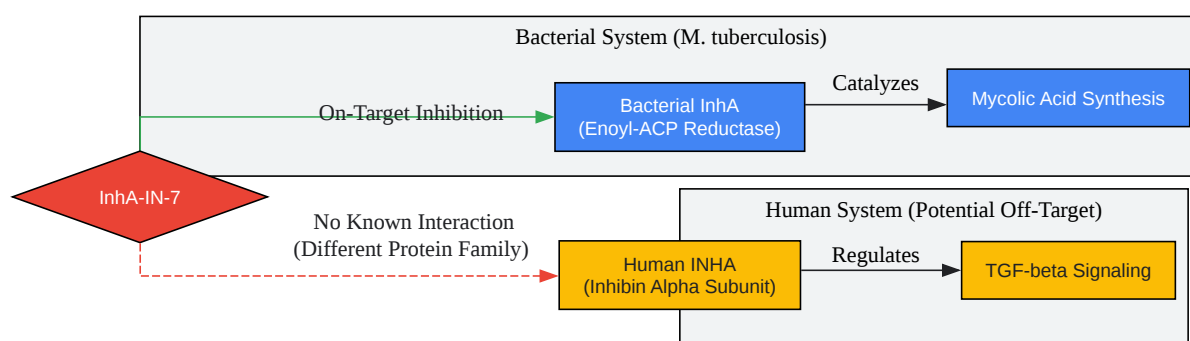 Bacterial System (M. tuberculosis)
On-Target Inhibition
Bacterial InhA
(Enoyl-ACP Reductase)
Catalyzes
Mycolic Acid Synthesis
InhA-IN-7
No Known Interaction
(Different Protein Family)
Human System (Potential Off-Target)
Human INHA
(Inhibin Alpha Subunit)
Regulates
TGF-beta Signaling